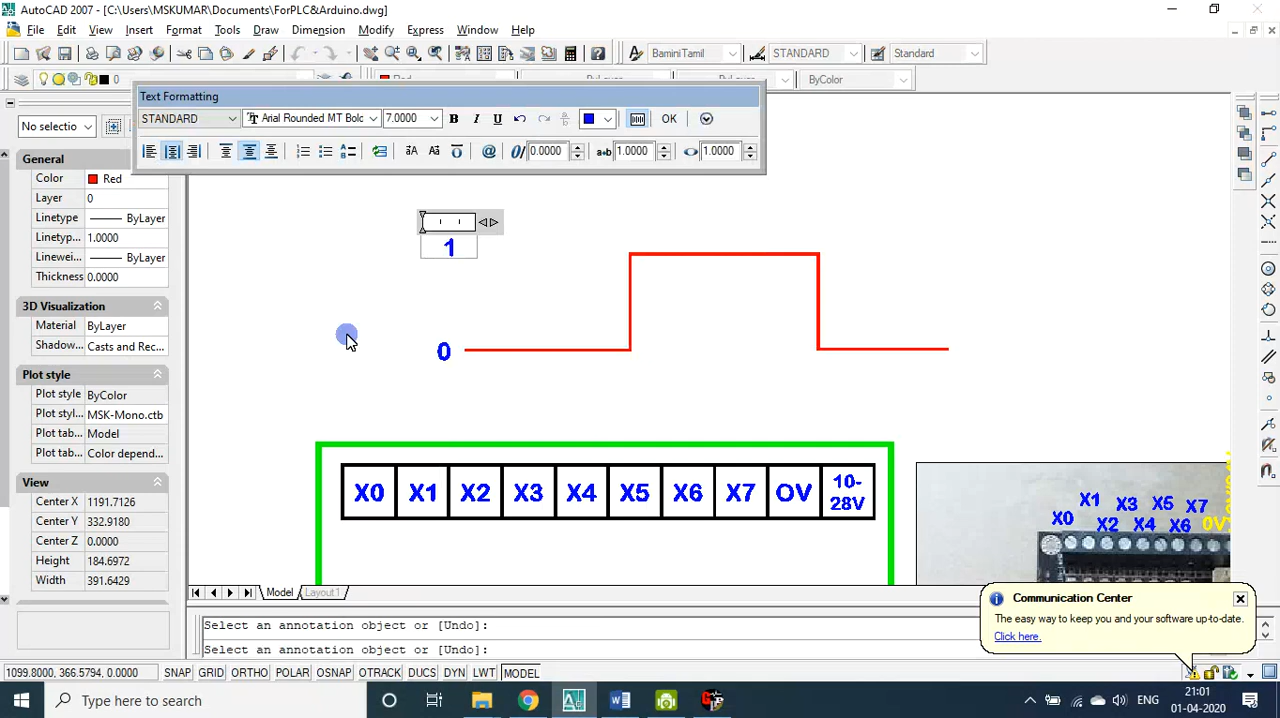 AutoCAD 2007 - [C:\Users\MSKUMAR\Documents\ForPLC&Arduino.dwg]
File Edit View Insert Format Tools Draw Dimension Modify Express Window Help
BaminiTamil STANDARD Standard
0 ByColor
Text Formatting
STANDARD Arial Rounded MT Bolc 7.0000 B I U OK
No selectio
0.0000 a+b 1.0000 1.0000
General
Color Red
Layer 0
Linetype ByLayer
Linetyp... 1.0000
Linewei... ByLayer
Thickness 0.0000
3D Visualization
Material ByLayer
Shadow... Casts and Rec...
Plot style
Plot style ByColor
Plot styl... MSK-Mono.ctb
Plot tab... Model
Plot tab... Color depend...
View
Center X 1191.7126
Center Y 332.9180
Center Z 0.0000
Height 184.6972
Width 391.6429
1
0
X0 X1 X2 X3 X4 X5 X6 X7 OV 10-
28V
X1 X3 X5 X7
X0 X2 X4 X6 0V
Model Layout1
Communication Center
The easy way to keep you and your software up-to-date.
Click here.
Select an annotation object or [Undo]:
Select an annotation object or [Undo]:
1099.8000, 366.5794, 0.0000 SNAP GRID ORTHO POLAR OSNAP OTRACK DUCS DYN LWT MODEL
Type here to search
ENG
21:01
01-04-2020